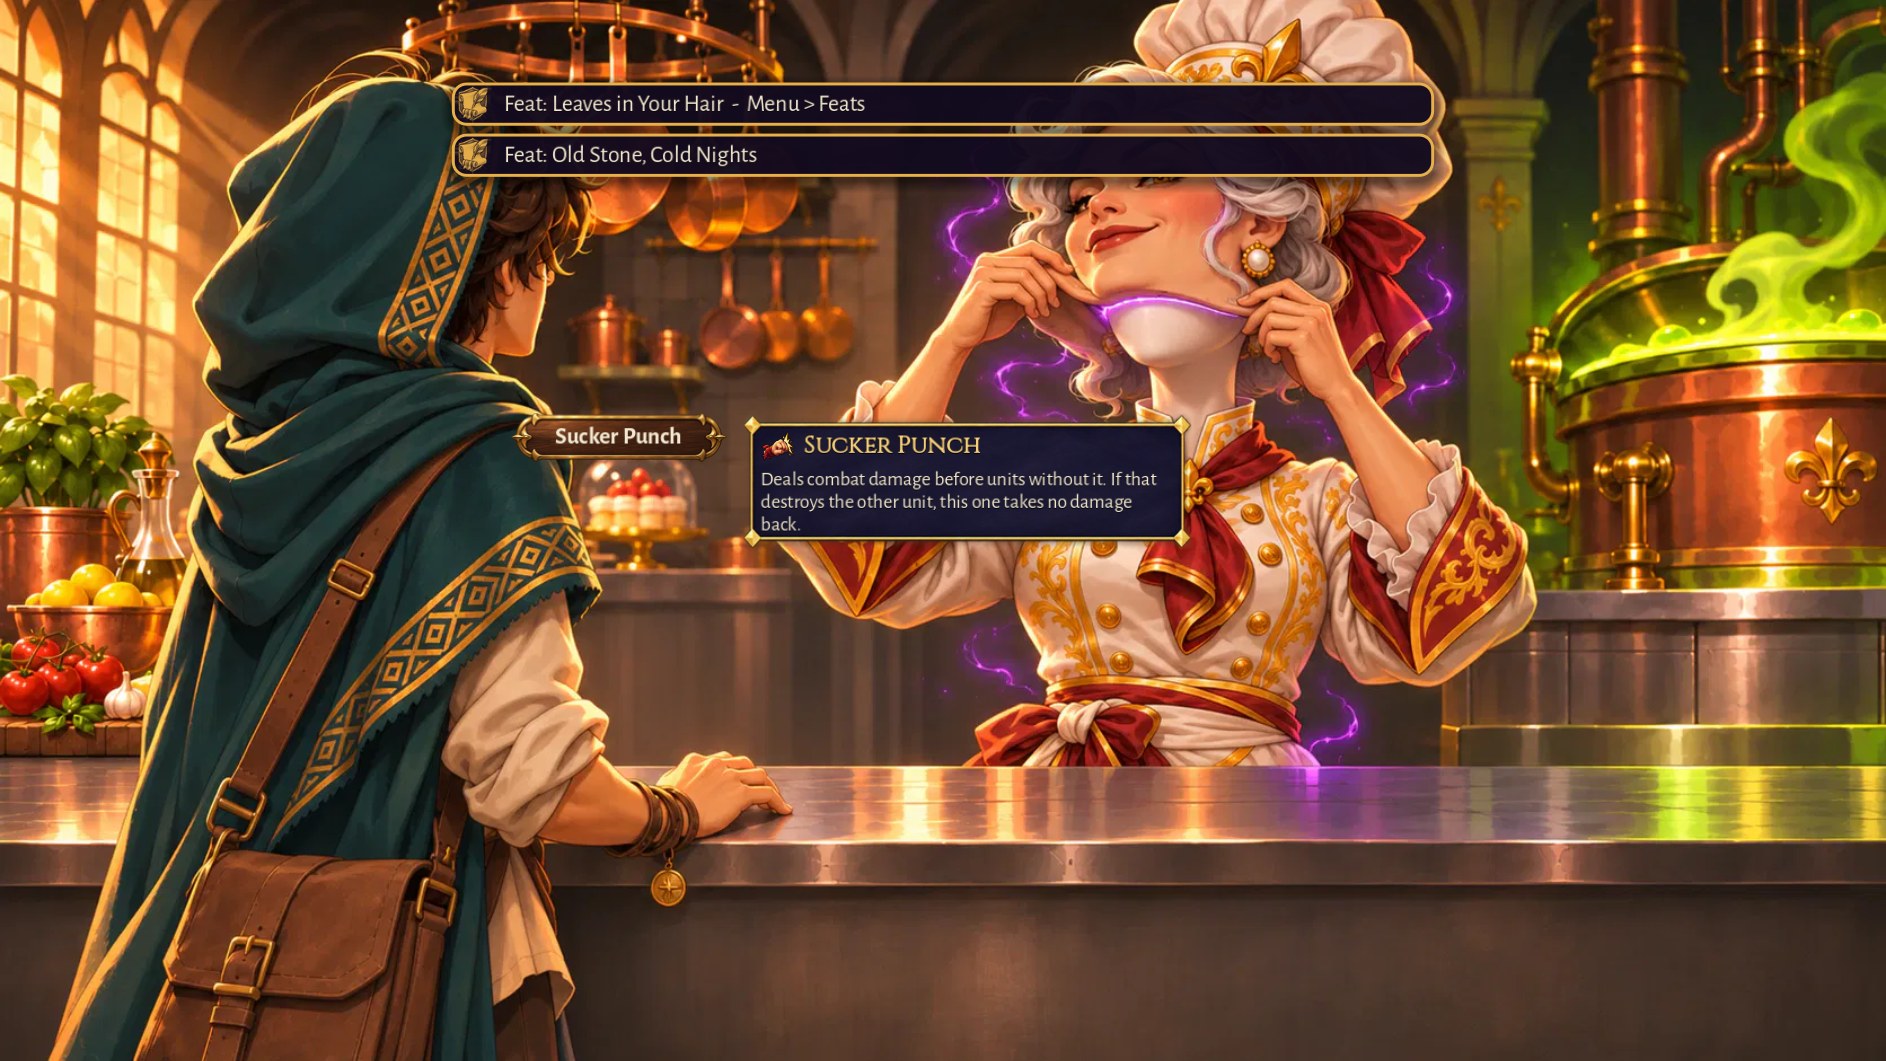 Feat: Leaves in Your Hair - Menu > Feats
Feat: Old Stone, Cold Nights
Sucker Punch
Sucker Punch
Deals combat damage before units without it. If that
destroys the other unit, this one takes no damage
back.